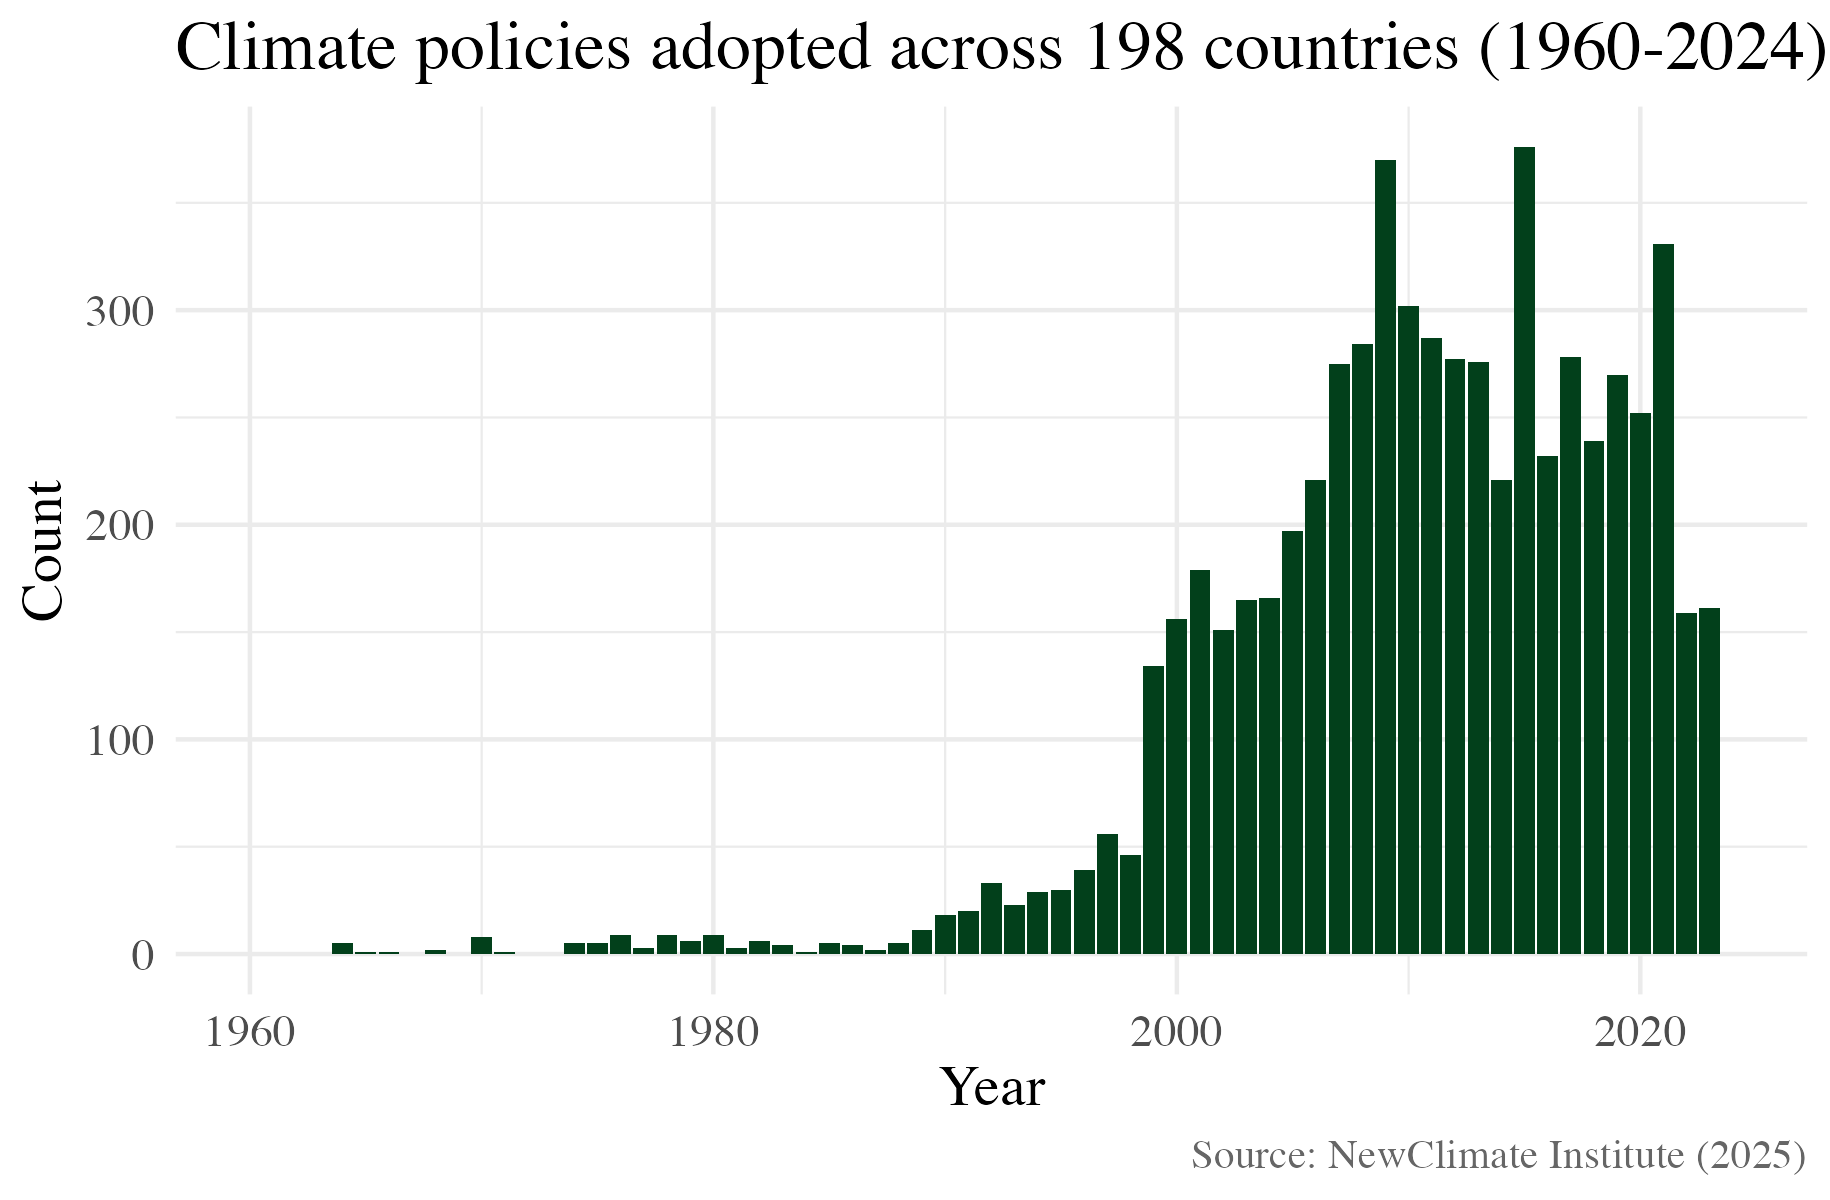 Climate policies adopted across 198 countries (1960-2024)
Count
300
200
100
0
1960 1980 2000 2020
Year
Source: NewClimate Institute (2025)